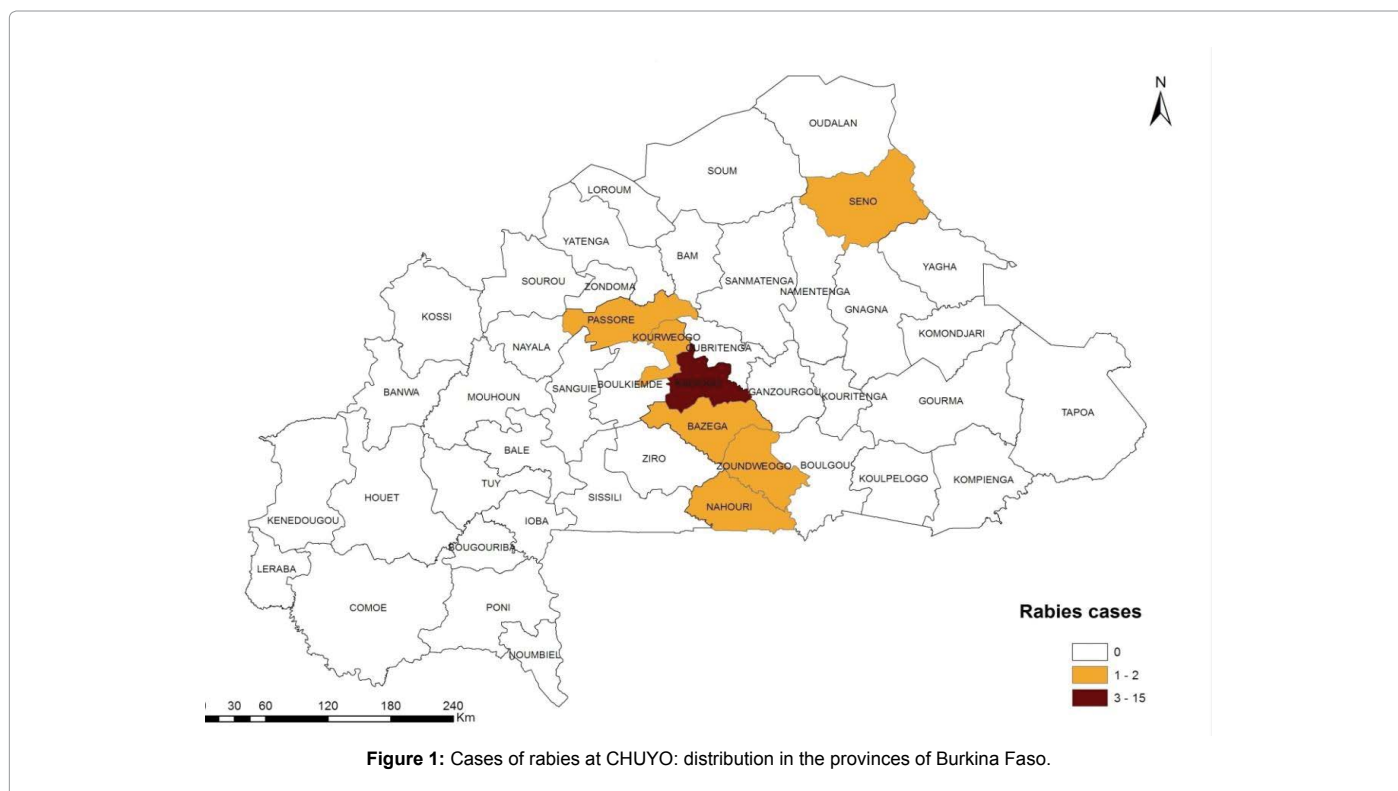 N
OUDALAN
SOUM
LOROUM
SENO
YATENGA
BAM
YAGHA
SOUROU
SANMATENGA
ZONDOMA
NAMENTENGA
GNAGNA
KOSSI
PASSORE
KOMONDJARI
KOURWEOGO
NAYALA
OUBRITENGA
BOULKIEMDE
SANGUIE
BANWA
GANZOURGOU
KOURITENGA
MOUHOUN
GOURMA
TAPOA
BAZEGA
BALE
ZIRO
ZOUNDWEOGO
BOULGOU
KOULPELOGO
KOMPIENGA
TUY
HOUET
SISSILI
NAHOURI
KENEDOUGOU
IOBA
BOUGOURIBA
LERABA
COMOE
PONI
NOUMBIEL
Rabies cases
0
1 - 2
3 - 15
30 60 120 180 240
Km
Figure 1: Cases of rabies at CHUYO: distribution in the provinces of Burkina Faso.